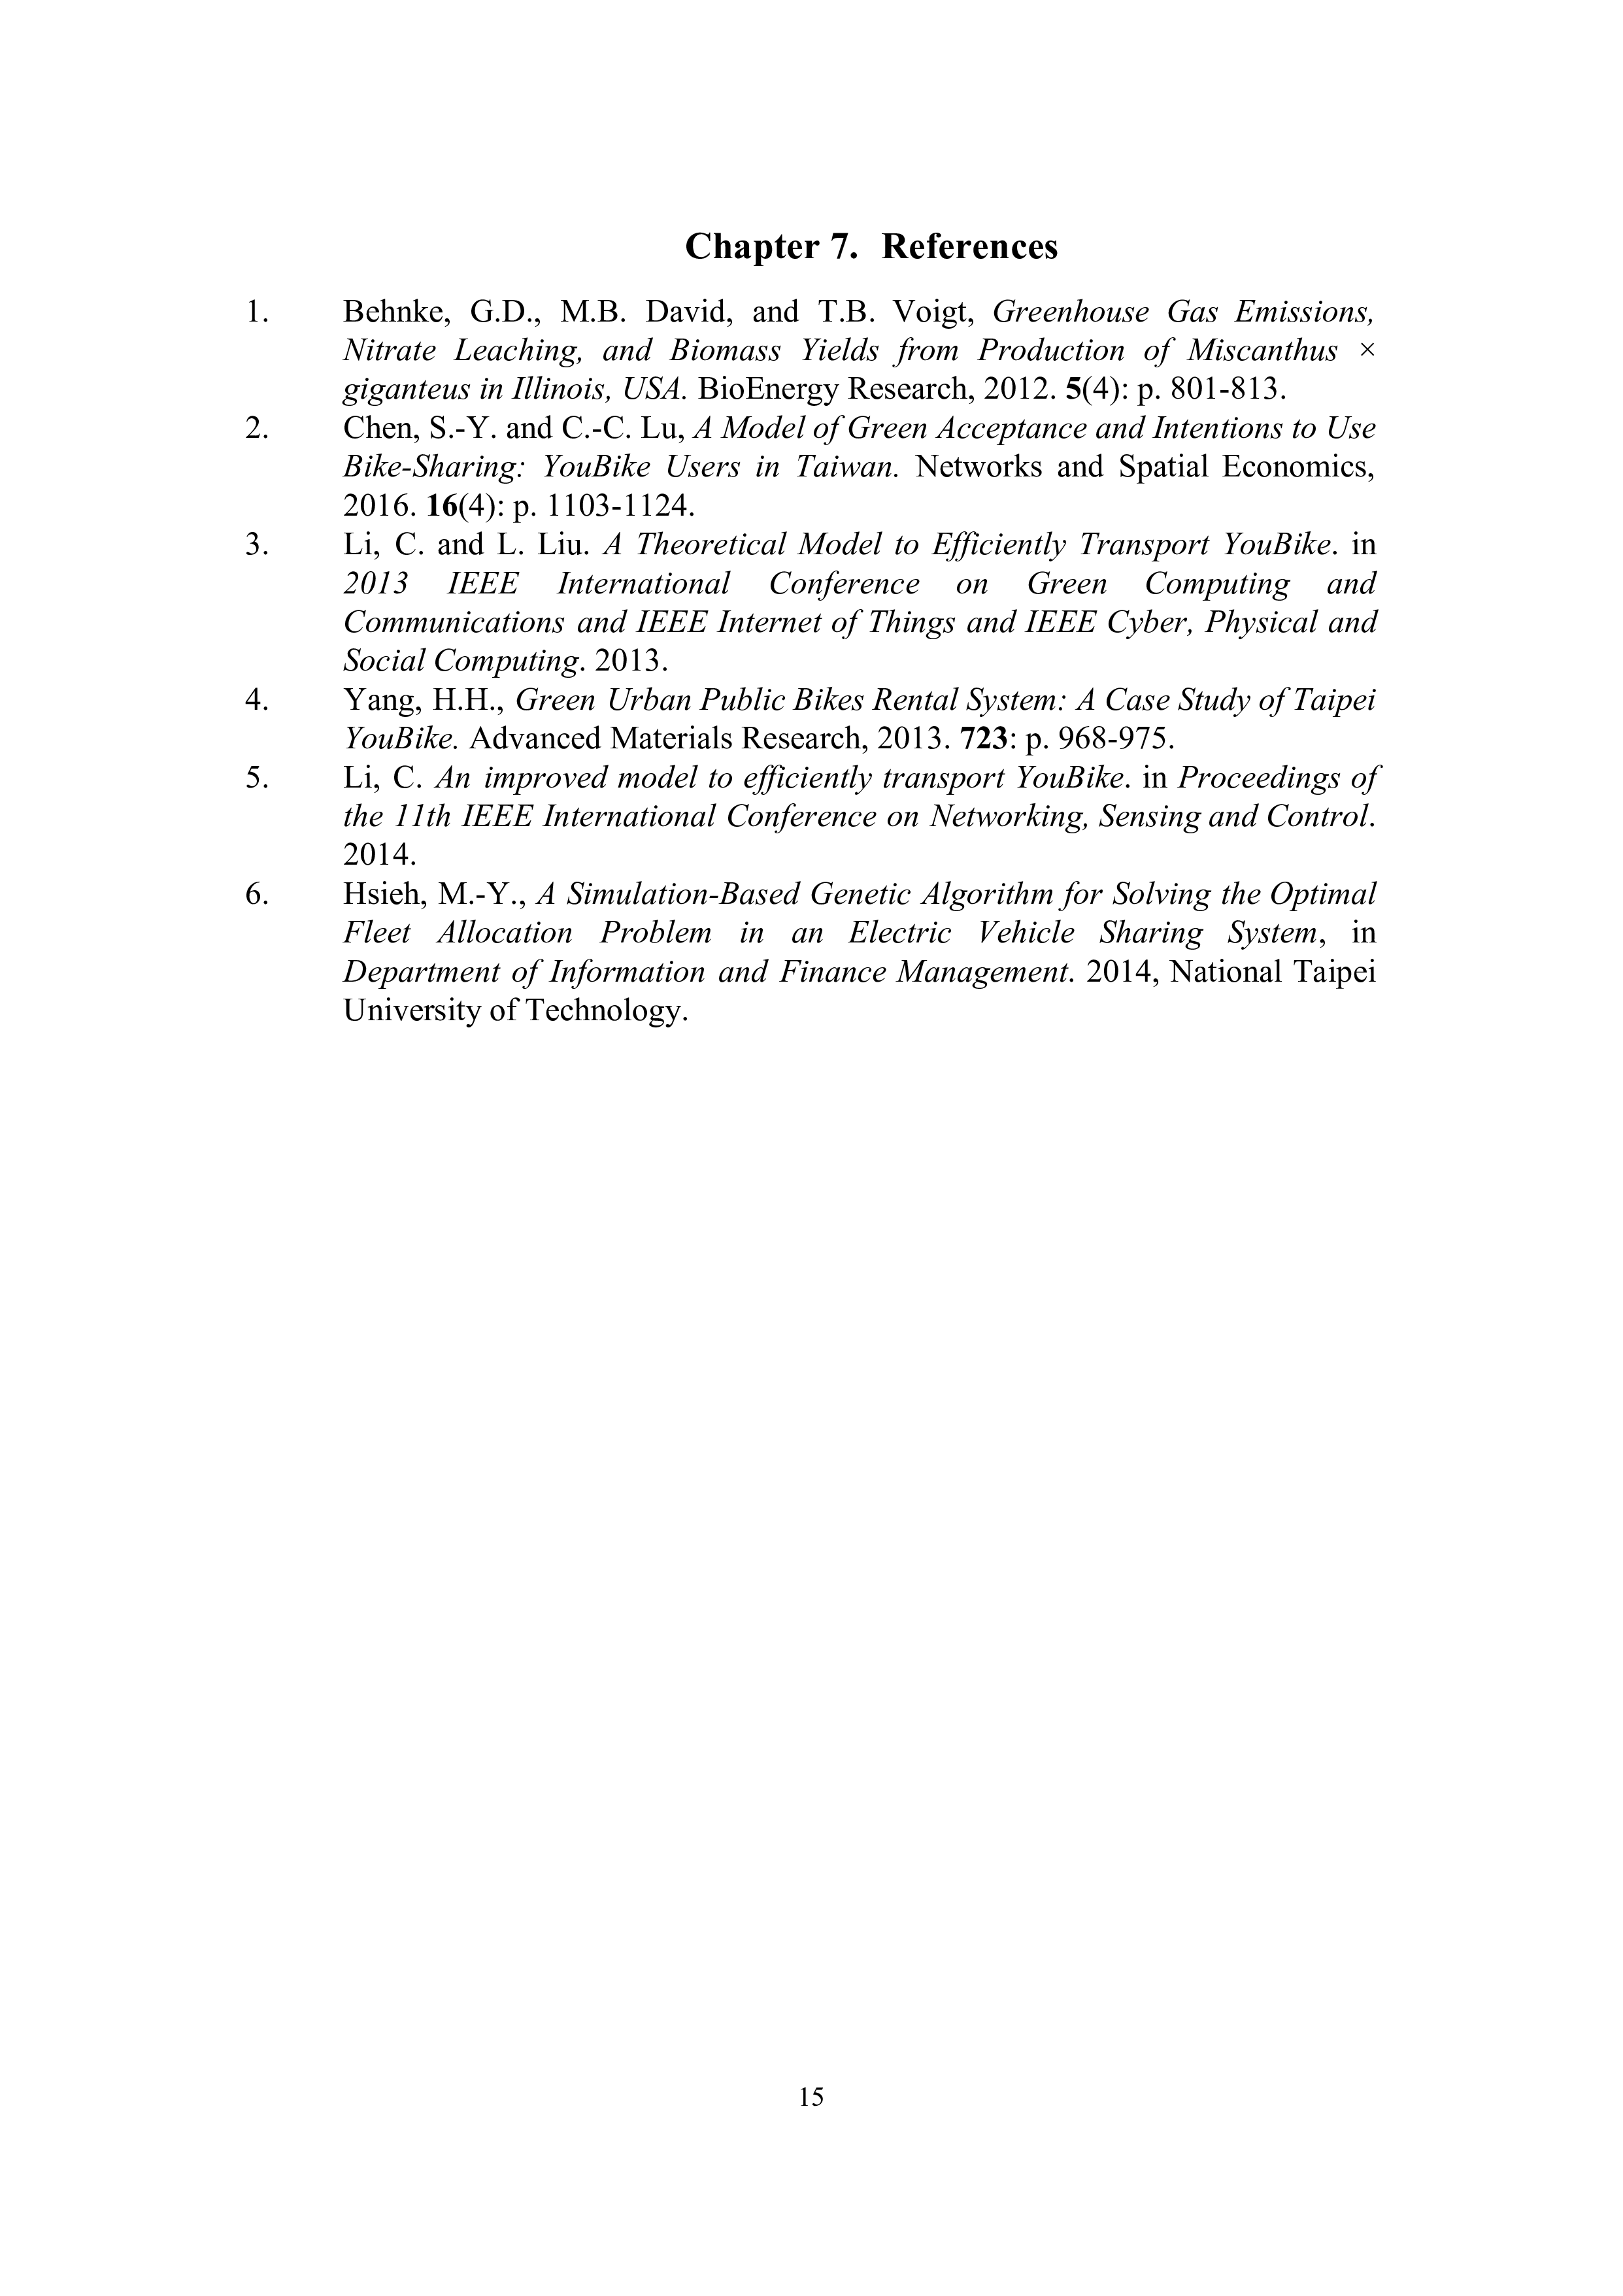 Chapter 7. References
1. Behnke, G.D., M.B. David, and T.B. Voigt, Greenhouse Gas Emissions,
Nitrate Leaching, and Biomass Yields from Production of Miscanthus ×
giganteus in Illinois, USA. BioEnergy Research, 2012. 5(4): p. 801-813.
2. Chen, S.-Y. and C.-C. Lu, A Model of Green Acceptance and Intentions to Use
Bike-Sharing: YouBike Users in Taiwan. Networks and Spatial Economics,
2016. 16(4): p. 1103-1124.
3. Li, C. and L. Liu. A Theoretical Model to Efficiently Transport YouBike. in
2013 IEEE International Conference on Green Computing and
Communications and IEEE Internet of Things and IEEE Cyber, Physical and
Social Computing. 2013.
4. Yang, H.H., Green Urban Public Bikes Rental System: A Case Study of Taipei
YouBike. Advanced Materials Research, 2013. 723: p. 968-975.
5. Li, C. An improved model to efficiently transport YouBike. in Proceedings of
the 11th IEEE International Conference on Networking, Sensing and Control.
2014.
6. Hsieh, M.-Y., A Simulation-Based Genetic Algorithm for Solving the Optimal
Fleet Allocation Problem in an Electric Vehicle Sharing System, in
Department of Information and Finance Management. 2014, National Taipei
University of Technology.
15